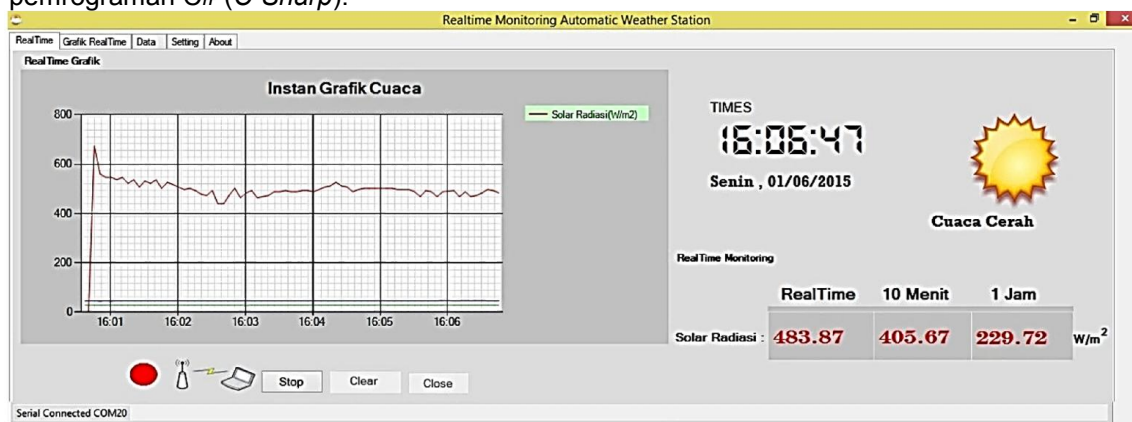 pemrograman C# (C Sharp).
Realtime Monitoring Automatic Weather Station
RealTime Grafik RealTime Data Setting About
RealTime Grafik
Instan Grafik Cuaca
Solar Radiasi(W/m2)
800
600
400
200
0
16:01 16:02 16:03 16:04 16:05 16:06
TIMES
16:06:47
Senin , 01/06/2015
Cuaca Cerah
RealTime Monitoring
RealTime 10 Menit 1 Jam
Solar Radiasi : 483.87 405.67 229.72 W/m2
Stop Clear Close
Serial Connected COM20